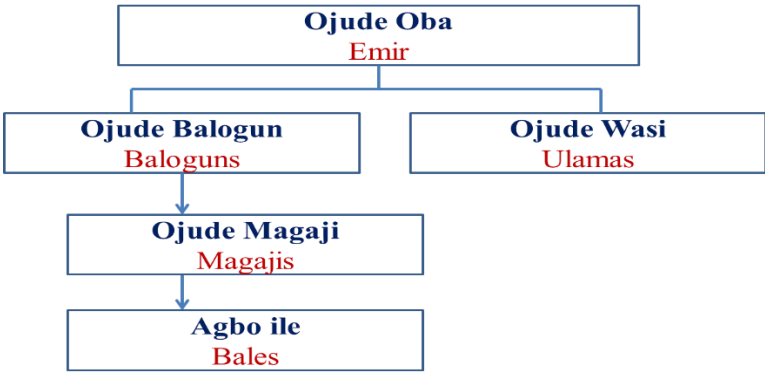 Ojude Oba
Emir
Ojude Balogun
Baloguns
Ojude Wasi
Ulamas
Ojude Magaji
Magajis
Agbo ile
Bales